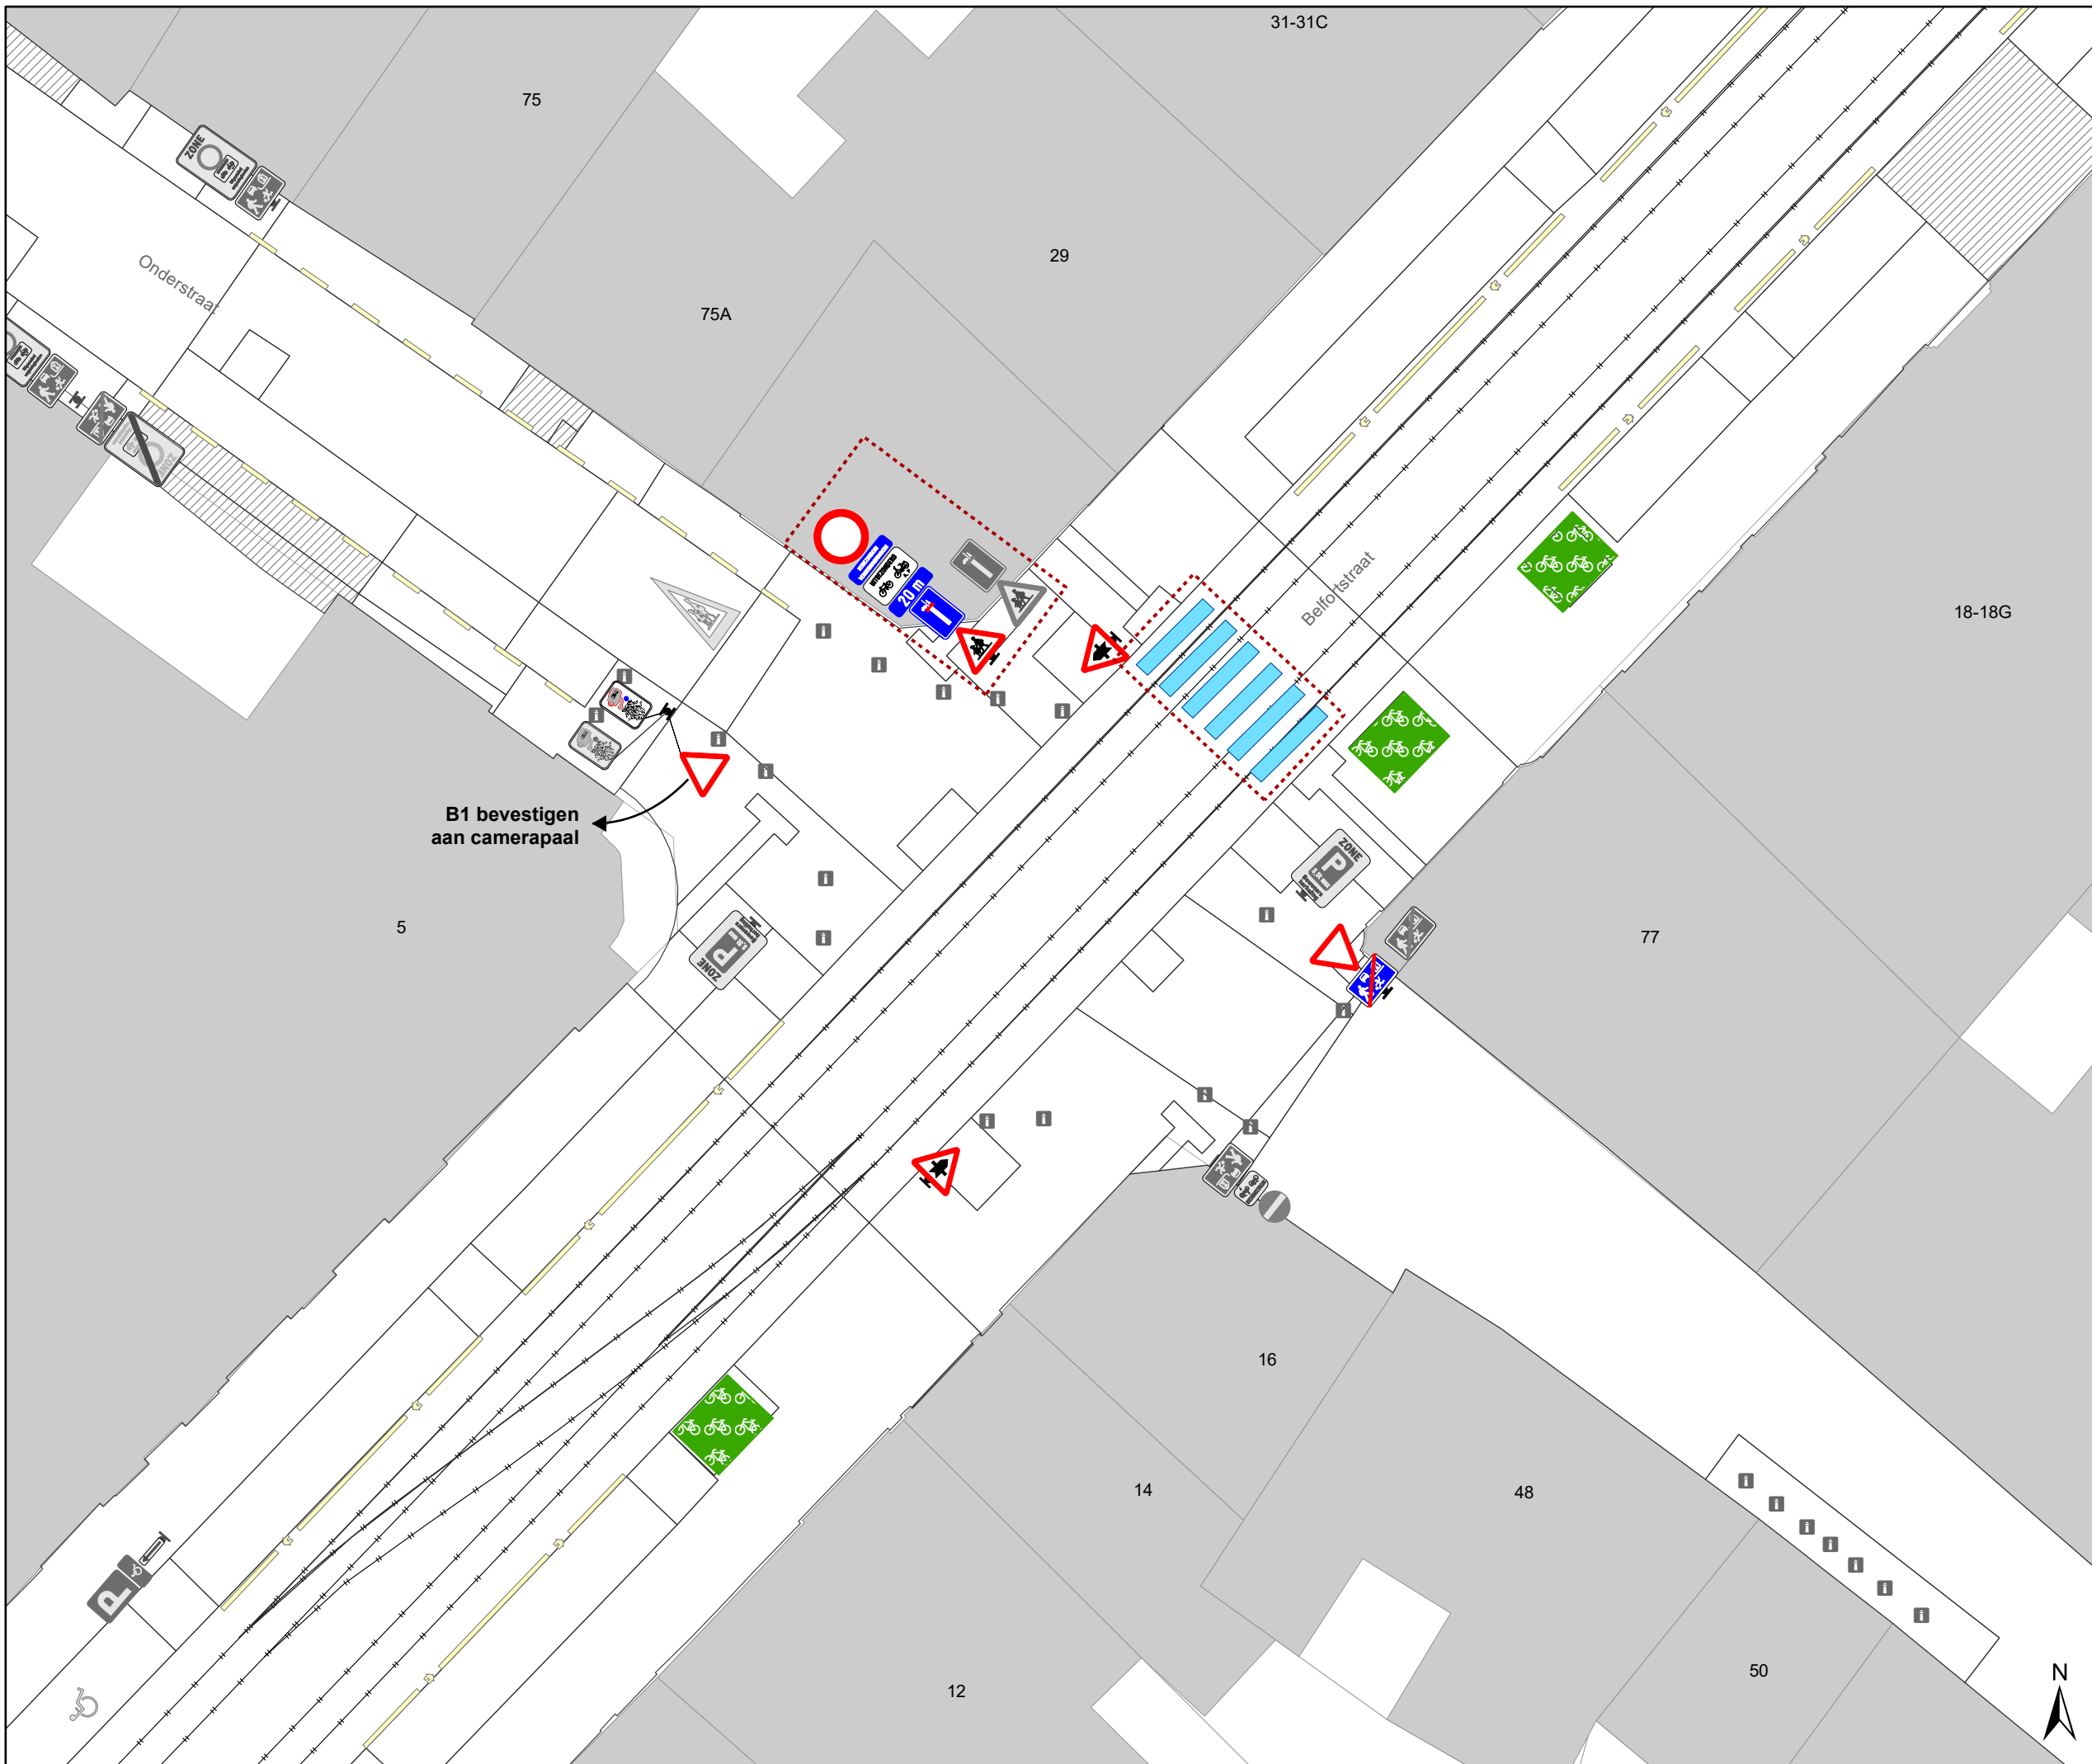 31-31C
75
ZONE
29
Onderstraat
75A
UITGEZONDERD
20 m
Belfortstraat
18-18G
B1 bevestigen
aan camerapaal
ZONE
P
5
P
ZONE
77
16
14
48
P
12
50
N